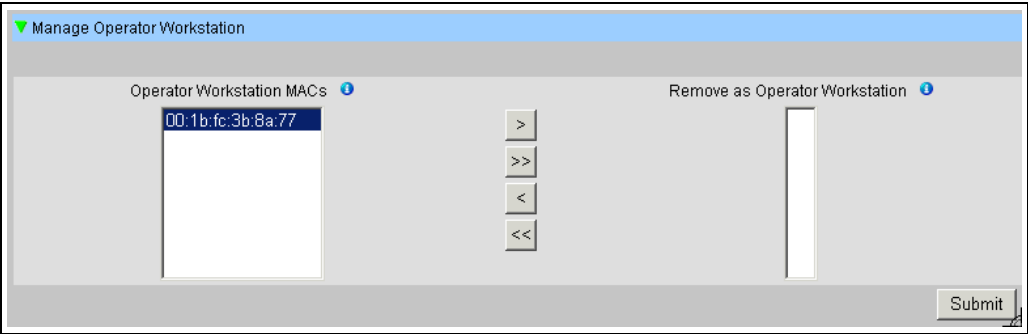 Manage Operator Workstation
Operator Workstation MACs
Remove as Operator Workstation
00:1b:fc:3b:8a:77
>
>>
<
<<
Submit